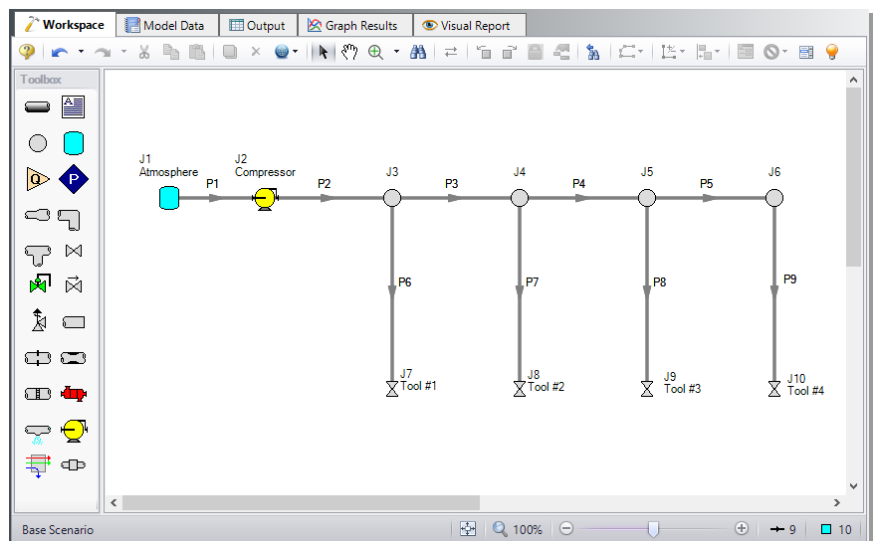 Workspace Model Data Output Graph Results Visual Report
Toolbox
A
Q P
J1
Atmosphere
J2
Compressor
J3 J4 J5 J6
P1 P2 P3 P4 P5
P6 P7 P8 P9
J7
Tool #1
J8
Tool #2
J9
Tool #3
J10
Tool #4
Base Scenario 100% 9 10